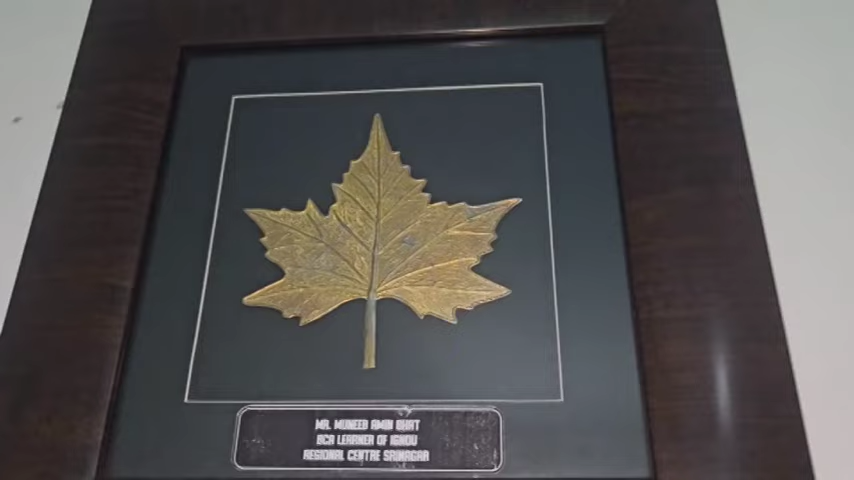 MR. MUNEEB AMIN BHAT
BCA LEARNER OF IGNOU
REGIONAL CENTRE SRINAGAR